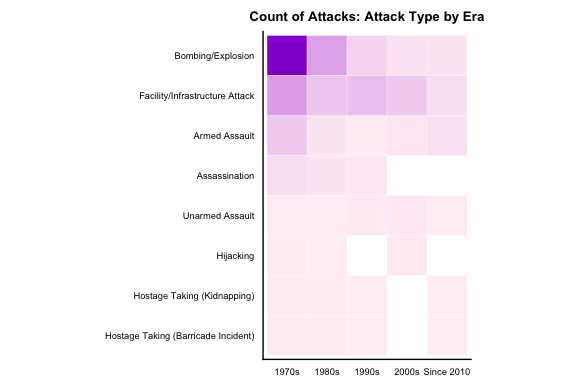 Count of Attacks: Attack Type by Era
Bombing/Explosion
Facility/Infrastructure Attack
Armed Assault
Assassination
Unarmed Assault
Hijacking
Hostage Taking (Kidnapping)
Hostage Taking (Barricade Incident)
1970s 1980s 1990s 2000s Since 2010